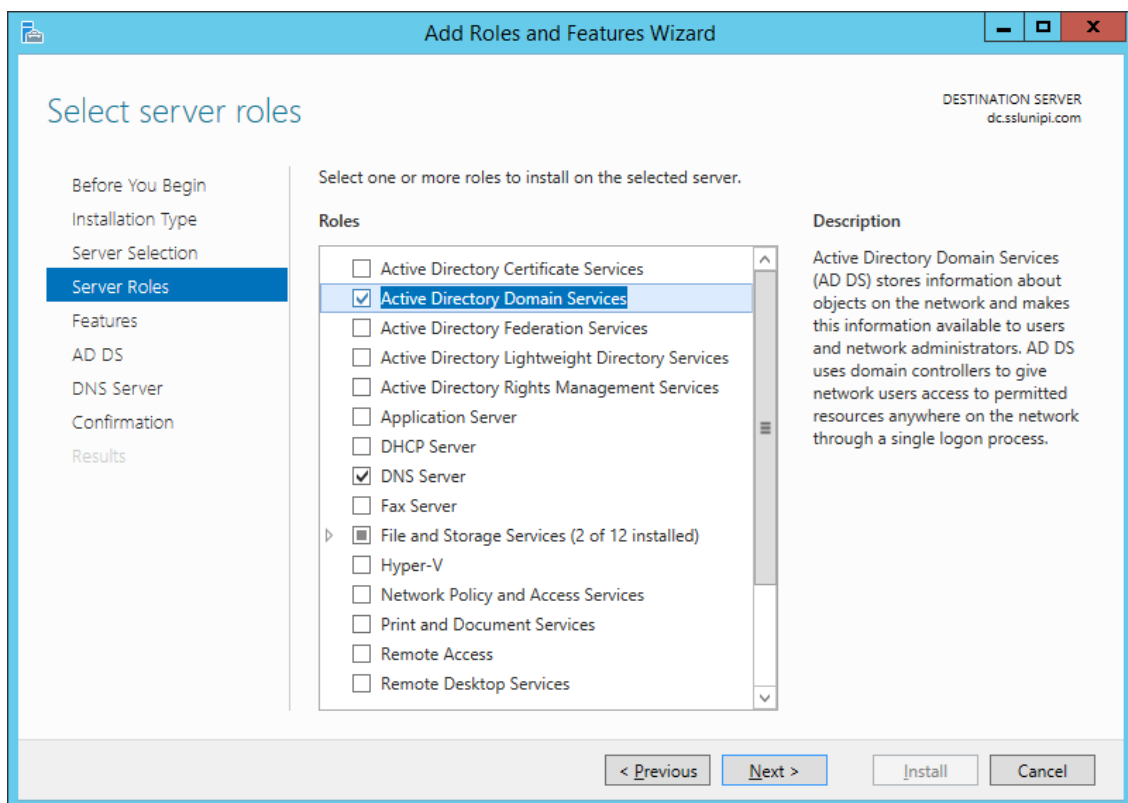 Add Roles and Features Wizard
Select server roles
DESTINATION SERVER
dc.sslunipi.com
Before You Begin
Installation Type
Server Selection
Server Roles
Features
AD DS
DNS Server
Confirmation
Results
Select one or more roles to install on the selected server.
Roles
Active Directory Certificate Services
Active Directory Domain Services
Active Directory Federation Services
Active Directory Lightweight Directory Services
Active Directory Rights Management Services
Application Server
DHCP Server
DNS Server
Fax Server
File and Storage Services (2 of 12 installed)
Hyper-V
Network Policy and Access Services
Print and Document Services
Remote Access
Remote Desktop Services
Description
Active Directory Domain Services
(AD DS) stores information about
objects on the network and makes
this information available to users
and network administrators. AD DS
uses domain controllers to give
network users access to permitted
resources anywhere on the network
through a single logon process.
< Previous
Next >
Install
Cancel